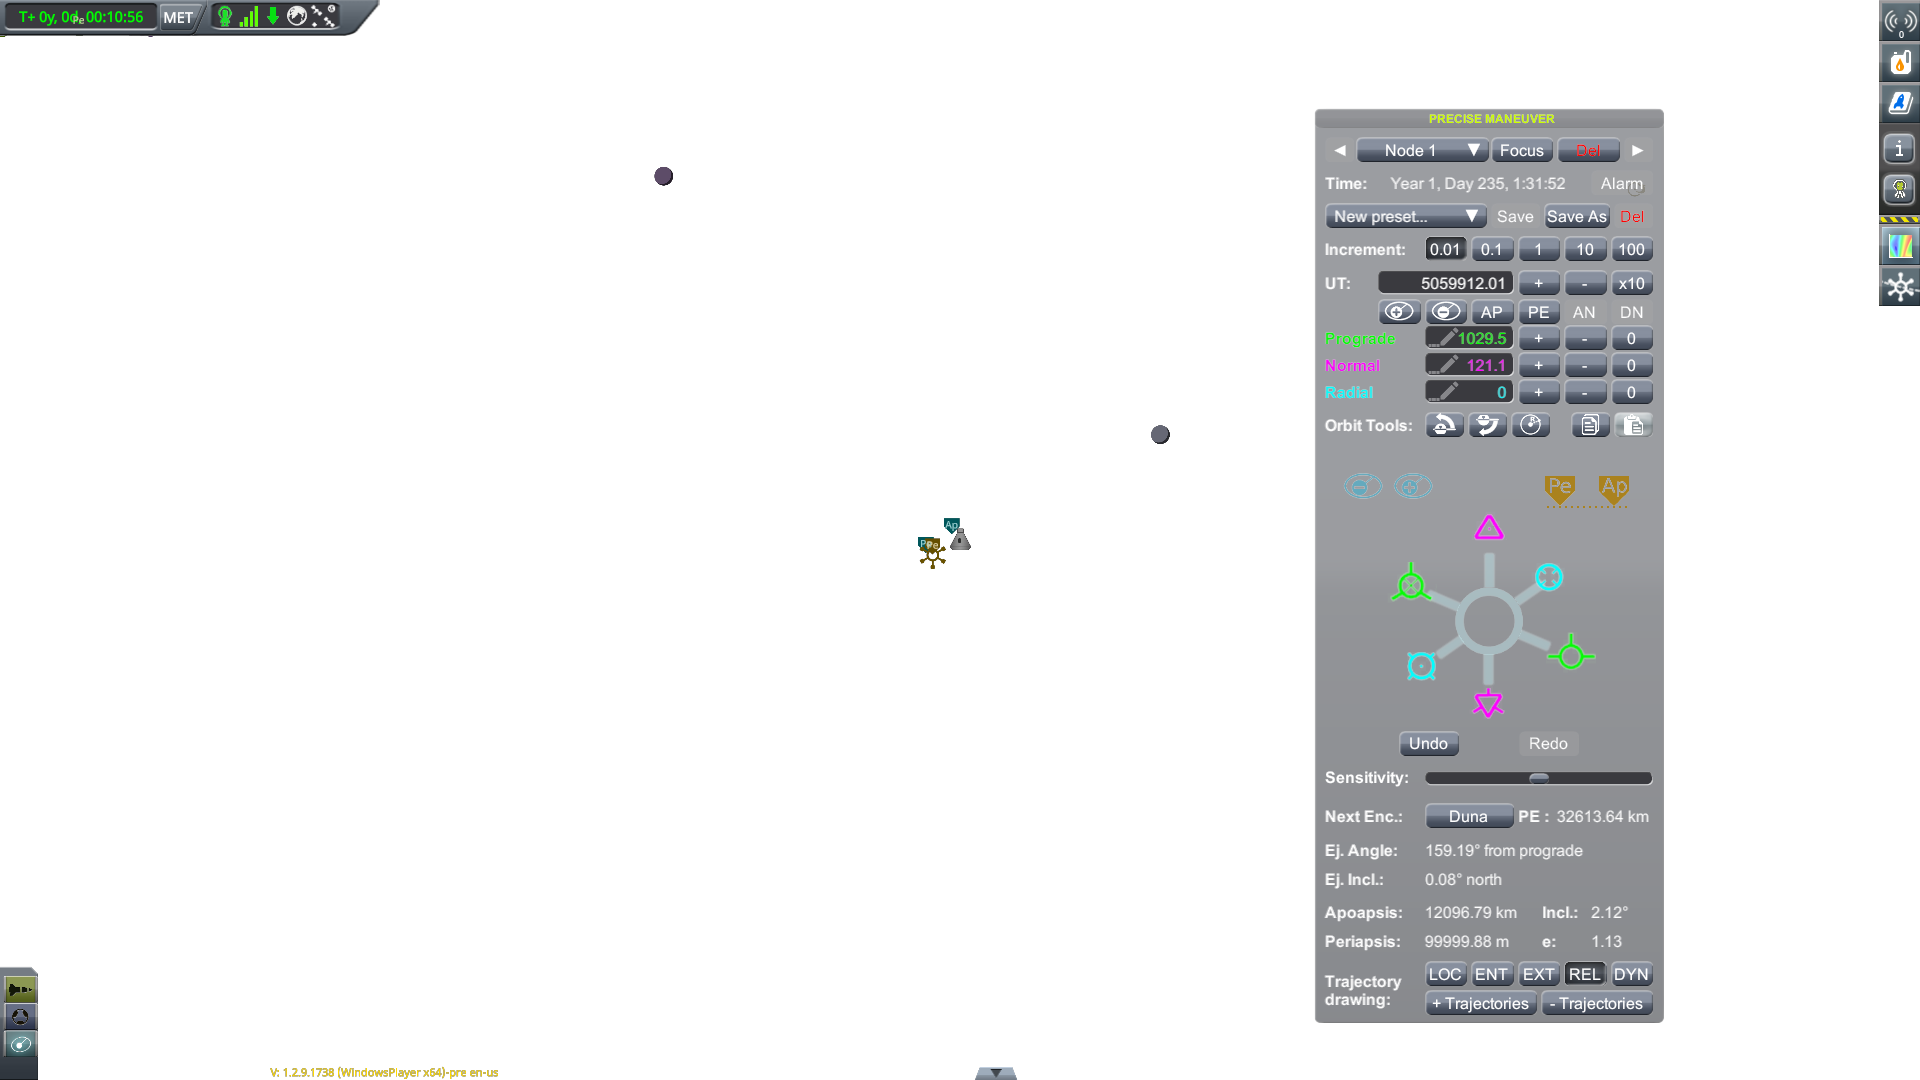 T+ 0y, 0d, 00:10:56 MET
Pe
0
PRECISE MANEUVER
Node 1 Focus Del
Time: Year 1, Day 235, 1:31:52 Alarm
New preset... Save Save As Del
Increment: 0.01 0.1 1 10 100
UT: 5059912.01 + - x10
AP PE AN DN
Prograde 1029.5 + - 0
Normal 121.1 + - 0
Radial 0 + - 0
Orbit Tools:
Pe Ap
Ap
Pe
Undo Redo
Sensitivity:
Next Enc.: Duna PE : 32613.64 km
Ej. Angle: 159.19° from prograde
Ej. Incl.: 0.08° north
Apoapsis: 12096.79 km Incl.: 2.12°
Periapsis: 99999.88 m e: 1.13
Trajectory drawing: LOC ENT EXT REL DYN
+ Trajectories - Trajectories
V: 1.2.9.1738 (WindowsPlayer x64)-pre en-us